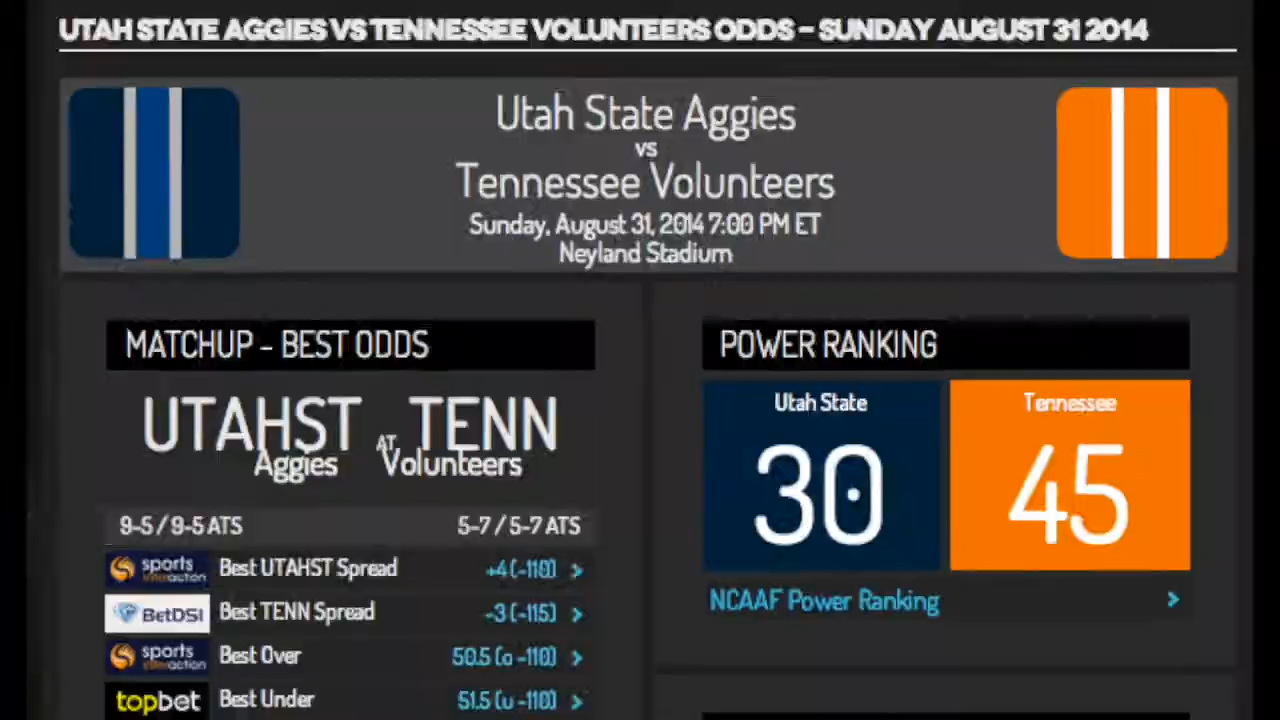 UTAH STATE AGGIES VS TENNESSEE VOLUNTEERS ODDS - SUNDAY AUGUST 31 2014
Utah State Aggies
vs
Tennessee Volunteers
Sunday, August 31, 2014 7:00 PM ET
Neyland Stadium
MATCHUP - BEST ODDS
UTAHST AT TENN
Aggies Volunteers
9-5 / 9-5 ATS 5-7 / 5-7 ATS
sports interaction Best UTAHST Spread +4 (-110) >
BetDSI Best TENN Spread -3 (-115) >
sports interaction Best Over 50.5 (o -110) >
topbet Best Under 51.5 (u -110) >
POWER RANKING
Utah State Tennessee
30 45
NCAAF Power Ranking >